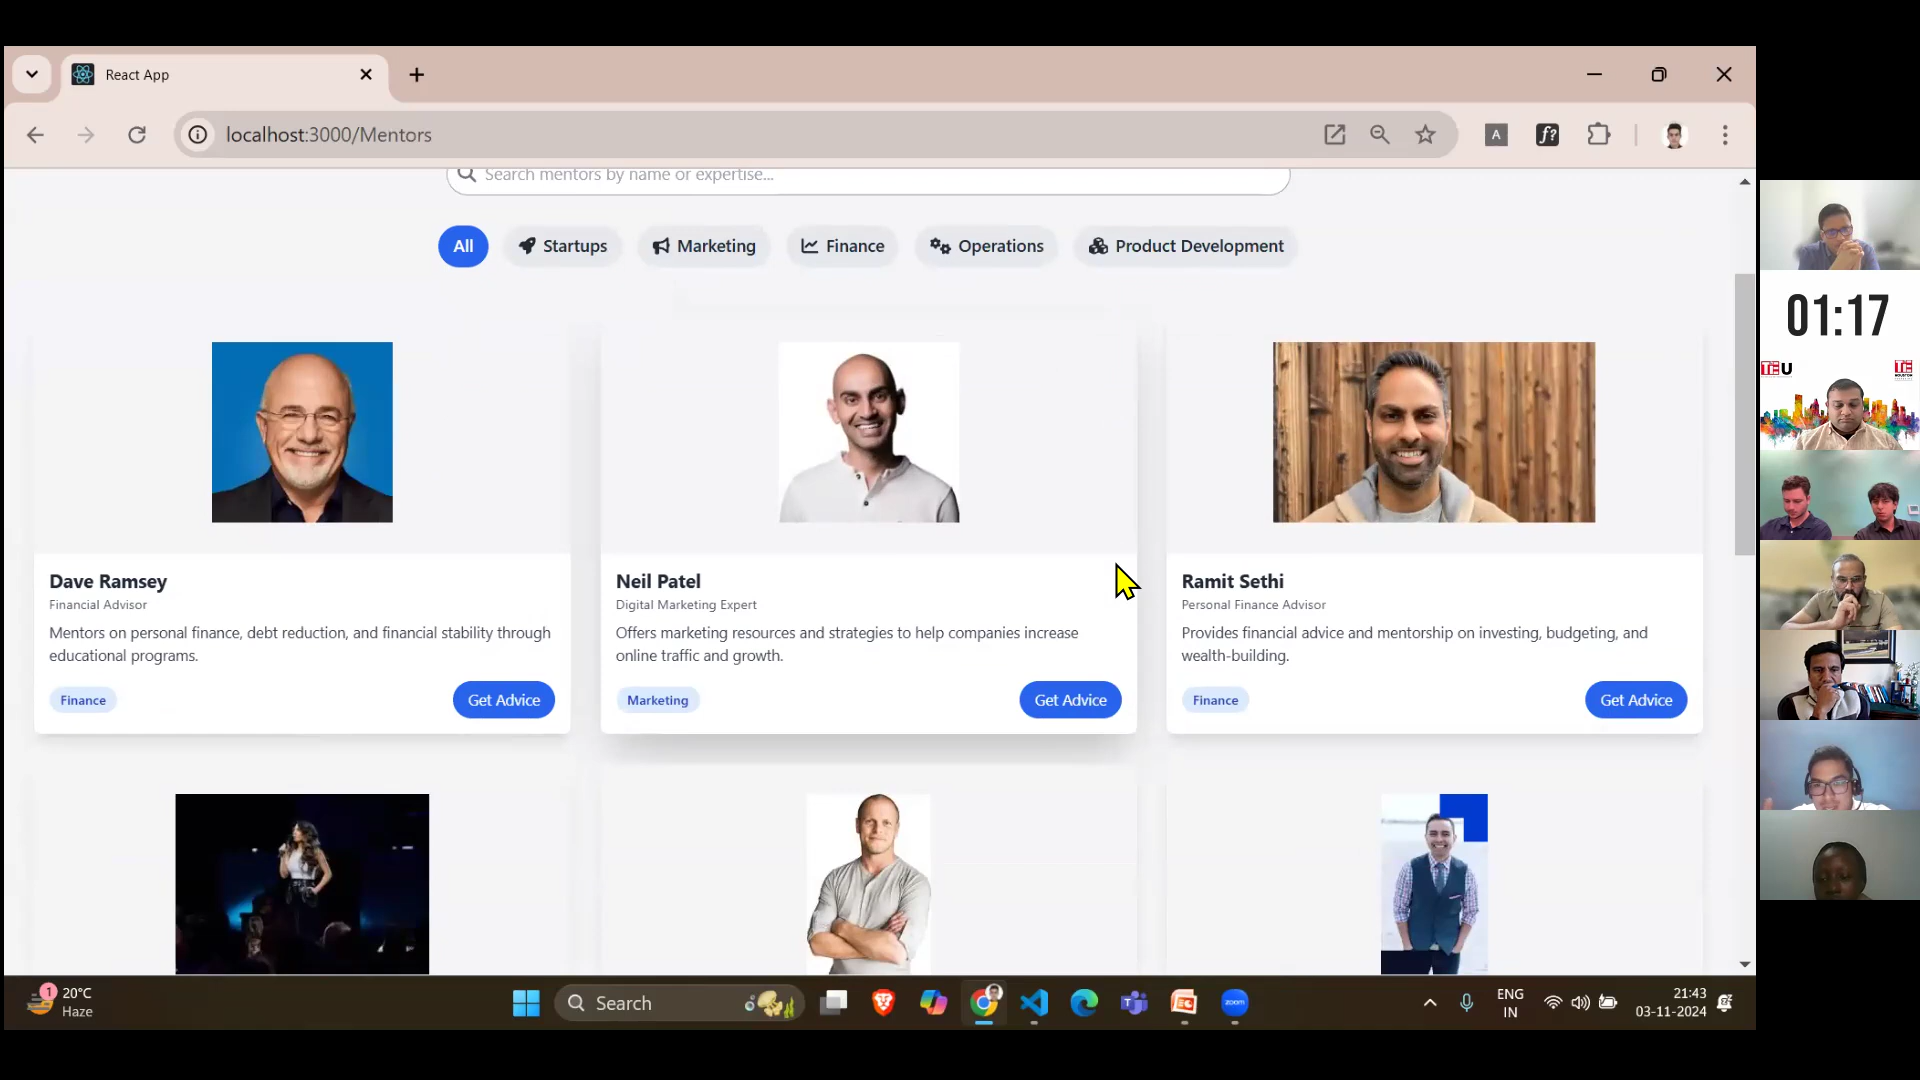 React App
localhost:3000/Mentors
A
f?
Search mentors by name or expertise...
All
Startups
Marketing
Finance
Operations
Product Development
Dave Ramsey
Financial Advisor
Mentors on personal finance, debt reduction, and financial stability through
educational programs.
Finance
Get Advice
Neil Patel
Digital Marketing Expert
Offers marketing resources and strategies to help companies increase
online traffic and growth.
Marketing
Get Advice
Ramit Sethi
Personal Finance Advisor
Provides financial advice and mentorship on investing, budgeting, and
wealth-building.
Finance
Get Advice
01:17
TEU
1
20°C
Haze
Search
zoom
ENG
IN
21:43
03-11-2024